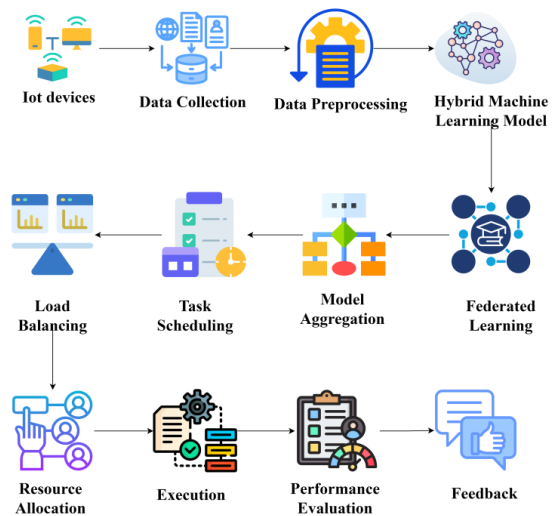 Iot devices
Data Collection
Data Preprocessing
Hybrid Machine
Learning Model
Load
Balancing
Task
Scheduling
Model
Aggregation
Federated
Learning
Resource
Allocation
Execution
Performance
Evaluation
Feedback